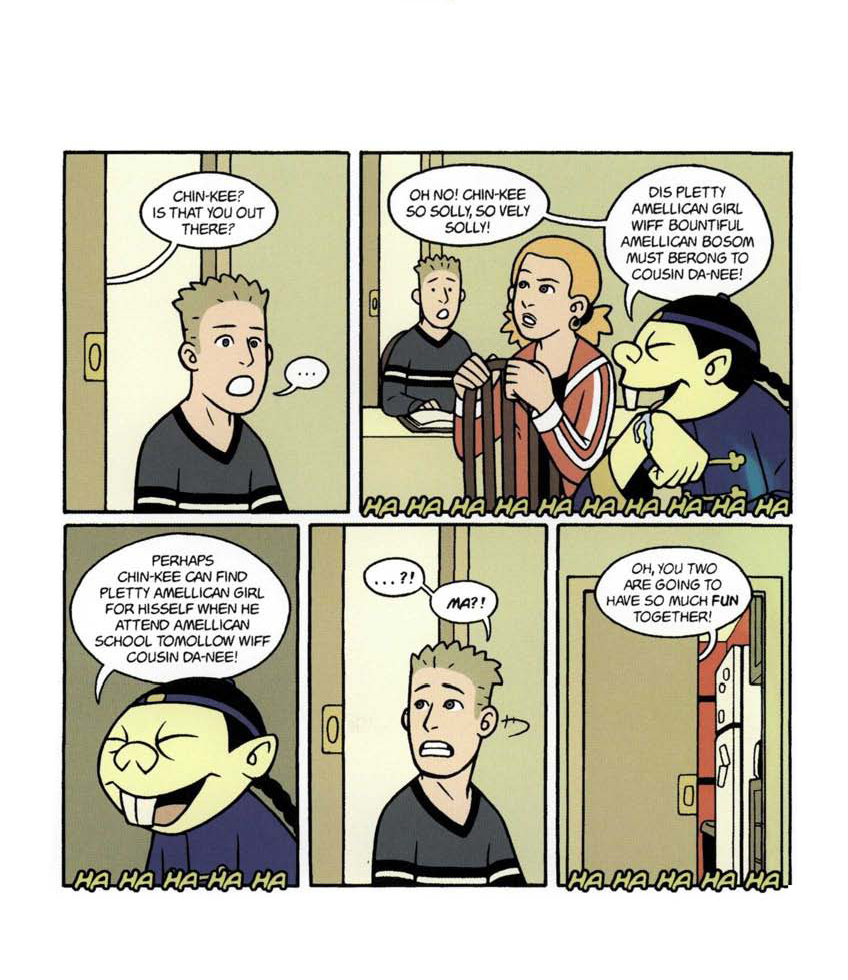 CHIN-KEE?
IS THAT YOU OUT
THERE?
...
OH NO! CHIN-KEE
SO SOLLY, SO VELY
SOLLY!
DIS PLETTY
AMELLICAN GIRL
WIFF BOUNTIFUL
AMELLICAN BOSOM
MUST BERONG TO
COUSIN DA-NEE!
HA HA HA HA HA HA HA HA-HA HA
PERHAPS
CHIN-KEE CAN FIND
PLETTY AMELLICAN GIRL
FOR HISSELF WHEN HE
ATTEND AMELLICAN
SCHOOL TOMOLLOW WIFF
COUSIN DA-NEE!
HA HA HA-HA HA
...?!
MA?!
OH, YOU TWO
ARE GOING TO
HAVE SO MUCH FUN
TOGETHER!
HA HA HA HA HA